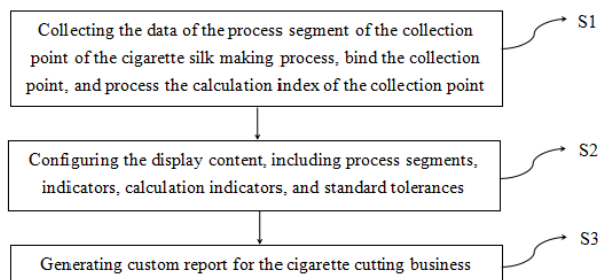 Collecting the data of the process segment of the collection
point of the cigarette silk making process, bind the collection
point, and process the calculation index of the collection point
S1
Configuring the display content, including process segments,
indicators, calculation indicators, and standard tolerances
S2
Generating custom report for the cigarette cutting business
S3